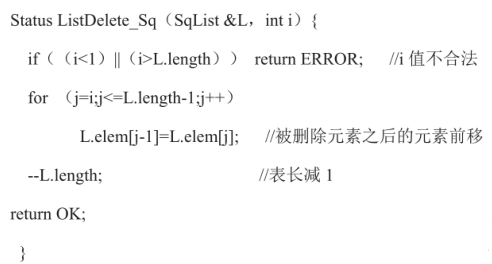 Status ListDelete_Sq（SqList &L，int i）{
if（（i<1）||（i>L.length）） return ERROR; //i 值不合法
for （j=i;j<=L.length-1;j++）
L.elem[j-1]=L.elem[j]; //被删除元素之后的元素前移
--L.length; //表长减 1
return OK;
}